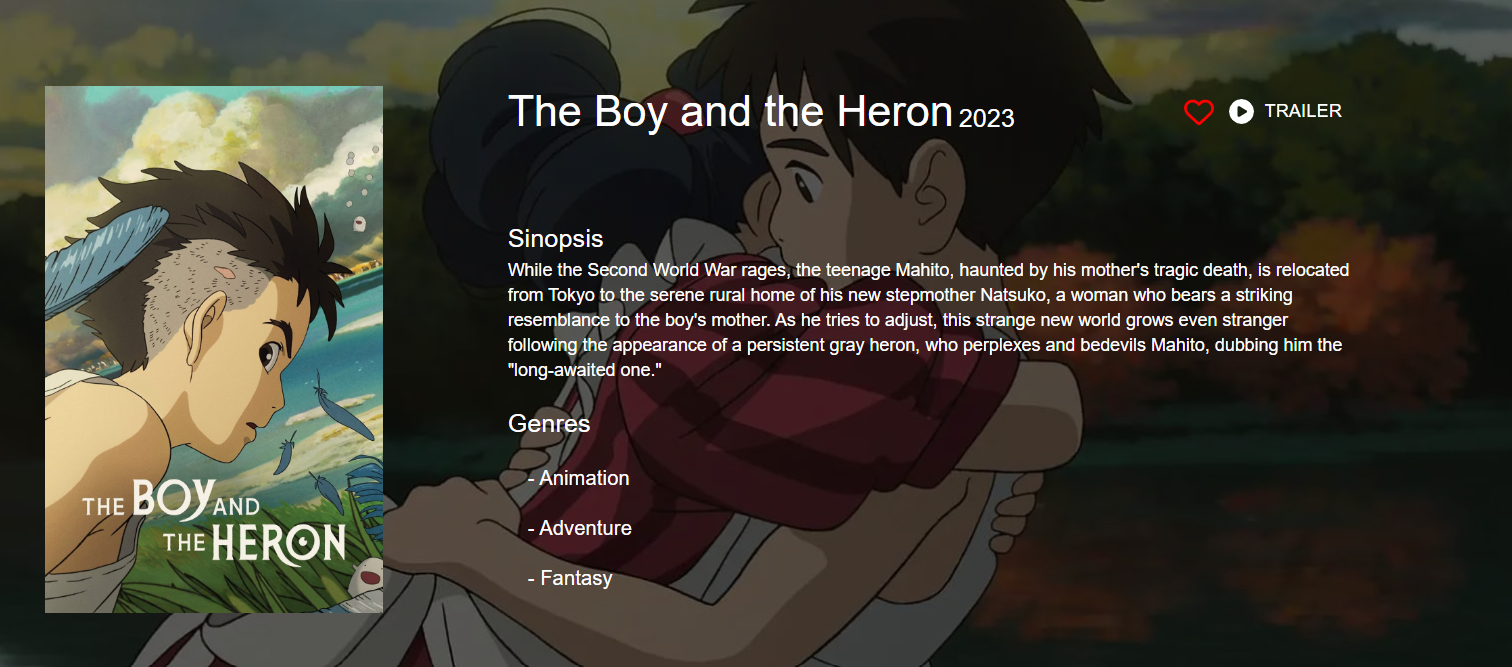 The Boy and the Heron 2023
TRAILER
THE BOY AND
THE HERON
Sinopsis
While the Second World War rages, the teenage Mahito, haunted by his mother's tragic death, is relocated
from Tokyo to the serene rural home of his new stepmother Natsuko, a woman who bears a striking
resemblance to the boy's mother. As he tries to adjust, this strange new world grows even stranger
following the appearance of a persistent gray heron, who perplexes and bedevils Mahito, dubbing him the
"long-awaited one."
Genres
- Animation
- Adventure
- Fantasy